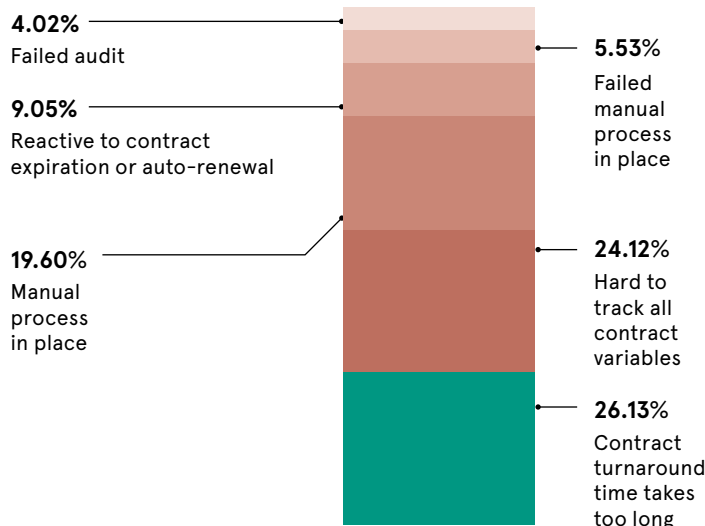 4.02%
Failed audit
5.53%
Failed
manual
process
in place
9.05%
Reactive to contract
expiration or auto-renewal
19.60%
Manual
process
in place
24.12%
Hard to
track all
contract
variables
26.13%
Contract
turnaround
time takes
too long